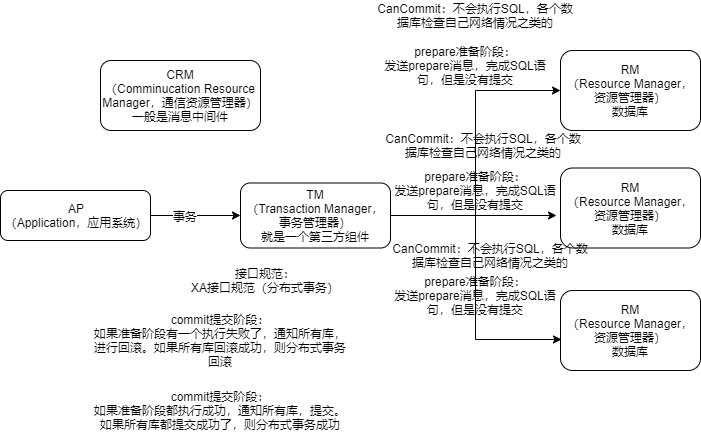 CanCommit：不会执行SQL，各个数
据库检查自己网络情况之类的
prepare准备阶段：
发送prepare消息，完成SQL语
句，但是没有提交
RM
（Resource Manager，
资源管理器）
数据库
CRM
（Comminucation Resource
Manager，通信资源管理器）
一般是消息中间件
CanCommit：不会执行SQL，各个数
据库检查自己网络情况之类的
prepare准备阶段：
发送prepare消息，完成SQL语
句，但是没有提交
RM
（Resource Manager，
资源管理器）
数据库
AP
（Application，应用系统）
事务
TM
（Transaction Manager，
事务管理器）
就是一个第三方组件
CanCommit：不会执行SQL，各个数
据库检查自己网络情况之类的
prepare准备阶段：
发送prepare消息，完成SQL语
句，但是没有提交
RM
（Resource Manager，
资源管理器）
数据库
接口规范：
XA接口规范（分布式事务）
commit提交阶段：
如果准备阶段有一个执行失败了，通知所有库，
进行回滚。如果所有库回滚成功，则分布式事务
回滚
commit提交阶段：
如果准备阶段都执行成功，通知所有库，提交。
如果所有库都提交成功了，则分布式事务成功